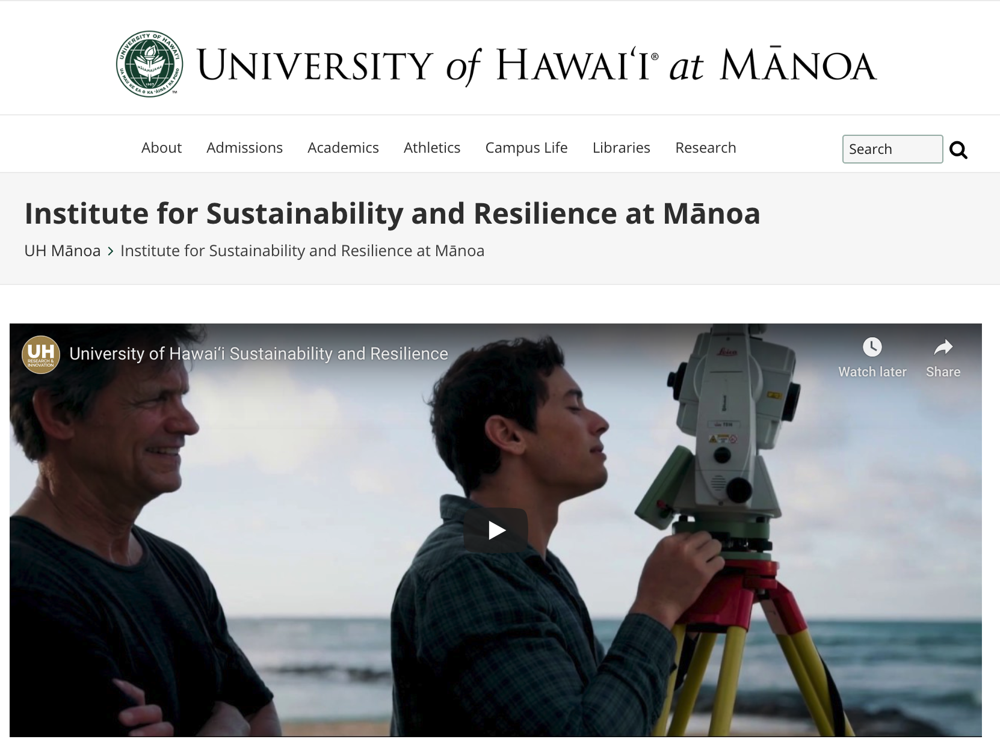 UNIVERSITY OF HAWAIʻI
MALAMALAMA
1907
UA MAU KE EA O KA ʻĀINA I KA PONO
TM
UNIVERSITY of HAWAIʻI® at MĀNOA
About Admissions Academics Athletics Campus Life Libraries Research Search
Institute for Sustainability and Resilience at Mānoa
UH Mānoa > Institute for Sustainability and Resilience at Mānoa
UH
RESEARCH &
INNOVATION
University of Hawaiʻi Sustainability and Resilience
Watch later Share
Leica